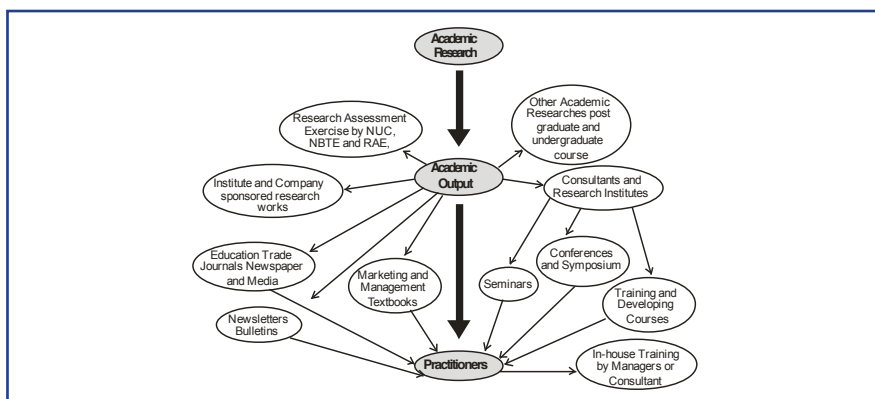 Academic
Research
Research Assessment
Exercise by NUC,
NBTE and RAE,
Other Academic
Researches post
graduate and
undergraduate
course
Academic
Output
Institute and Company
sponsored research
works
Consultants and
Research Institutes
Education Trade
Journals Newspaper
and Media
Marketing and
Management
Textbooks
Seminars
Conferences
and Symposium
Newsletters
Bulletins
Training and
Developing
Courses
Practitioners
In-house Training
by Managers or
Consultant